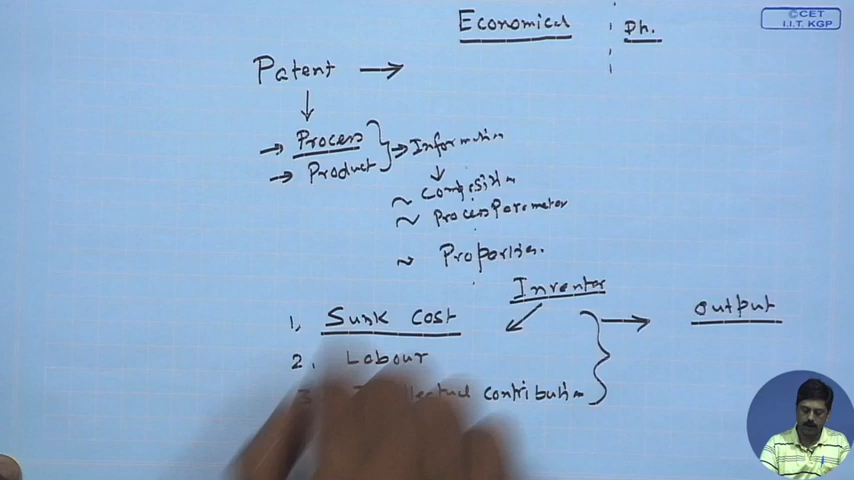 Economical Ph.
©CET
I.I.T. KGP
Patent →
↓
→ Process } → Information
→ Product
↓
~ Composition
~ Process Parameter
~ Properties.
Inventor
1, Sunk Cost
2. Labour
3 contribution
} → output